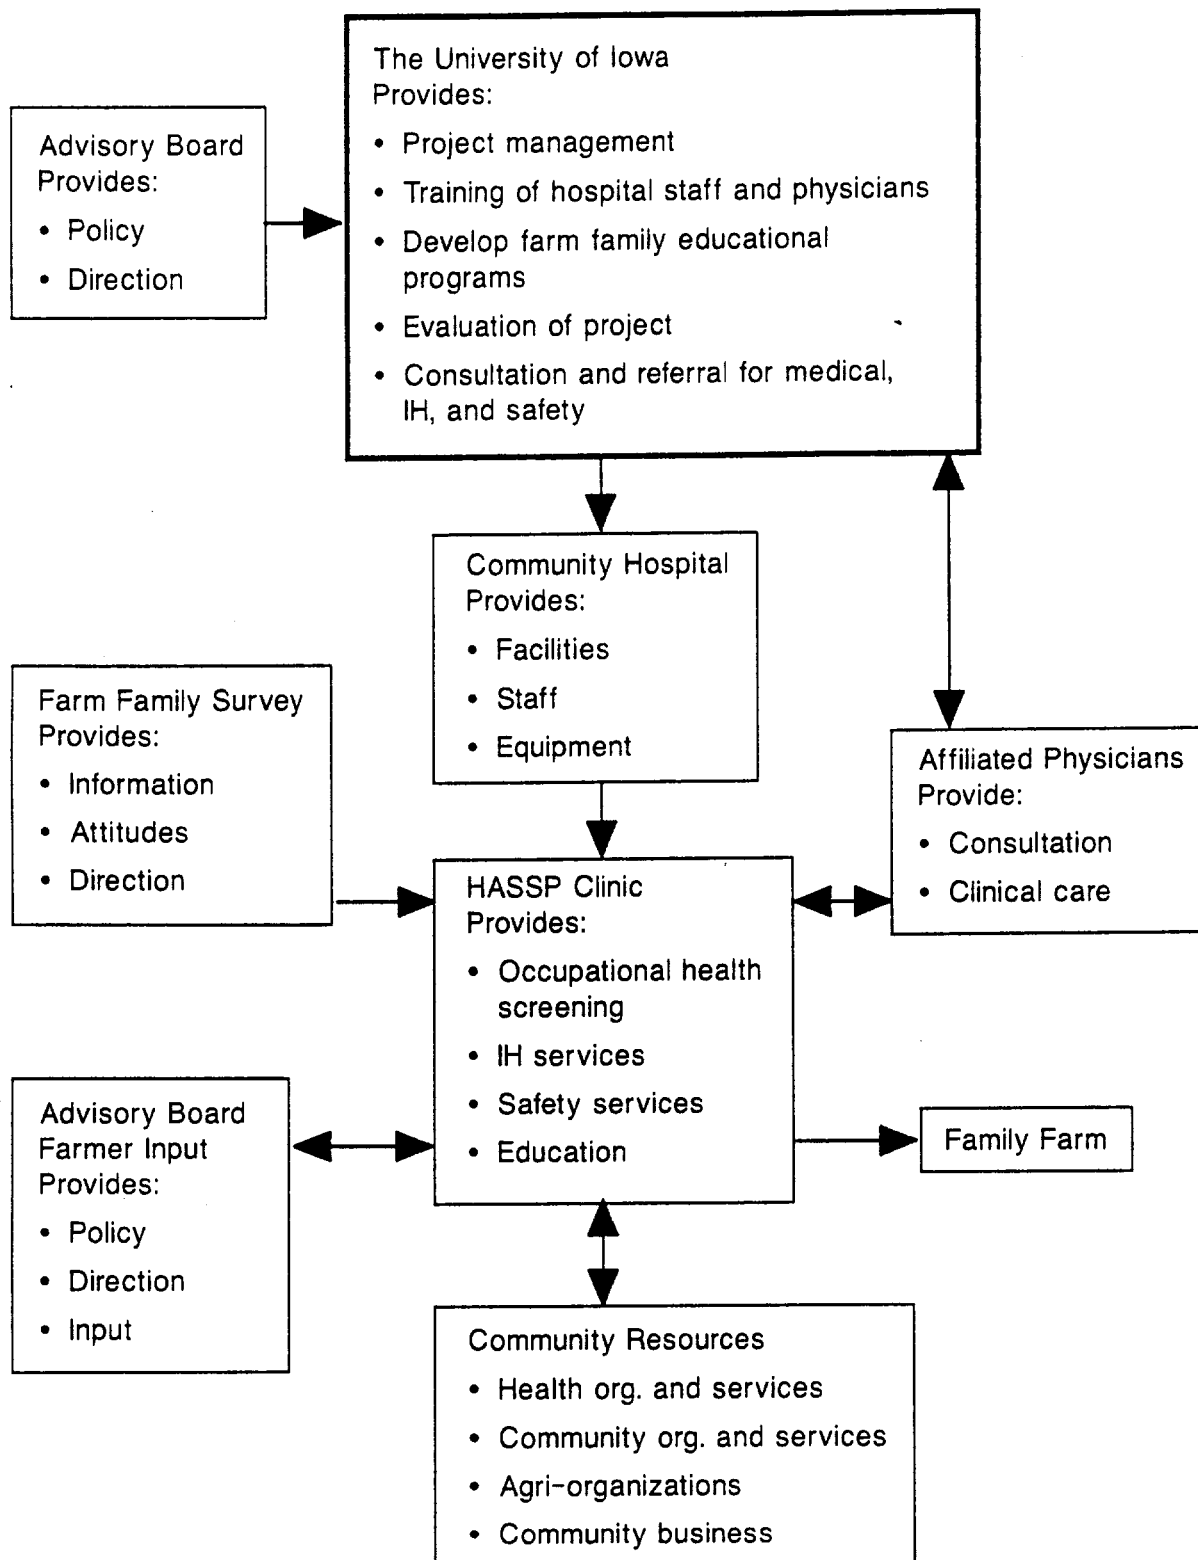 The University of Iowa
Provides:
• Project management
• Training of hospital staff and physicians
• Develop farm family educational
programs
• Evaluation of project
• Consultation and referral for medical,
IH, and safety
Advisory Board
Provides:
• Policy
• Direction
Community Hospital
Provides:
• Facilities
• Staff
• Equipment
Farm Family Survey
Provides:
• Information
• Attitudes
• Direction
Affiliated Physicians
Provide:
• Consultation
• Clinical care
HASSP Clinic
Provides:
• Occupational health
screening
• IH services
• Safety services
• Education
Advisory Board
Farmer Input
Provides:
• Policy
• Direction
• Input
Family Farm
Community Resources
• Health org. and services
• Community org. and services
• Agri-organizations
• Community business